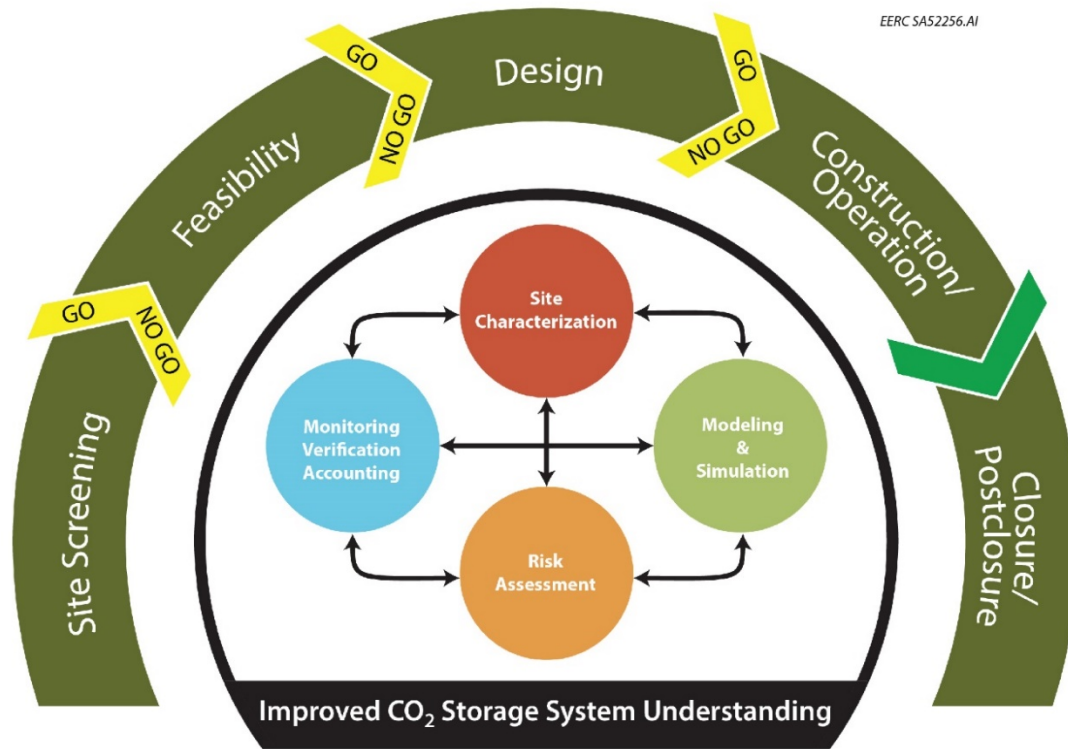 EERC SA52256.AI
Site Screening
GO
NO GO
Feasibility
GO
NO GO
Design
GO
NO GO
Construction/
Operation
Closure/
Postclosure
Site
Characterization
Monitoring
Verification
Accounting
Modeling
&
Simulation
Risk
Assessment
Improved CO₂ Storage System Understanding